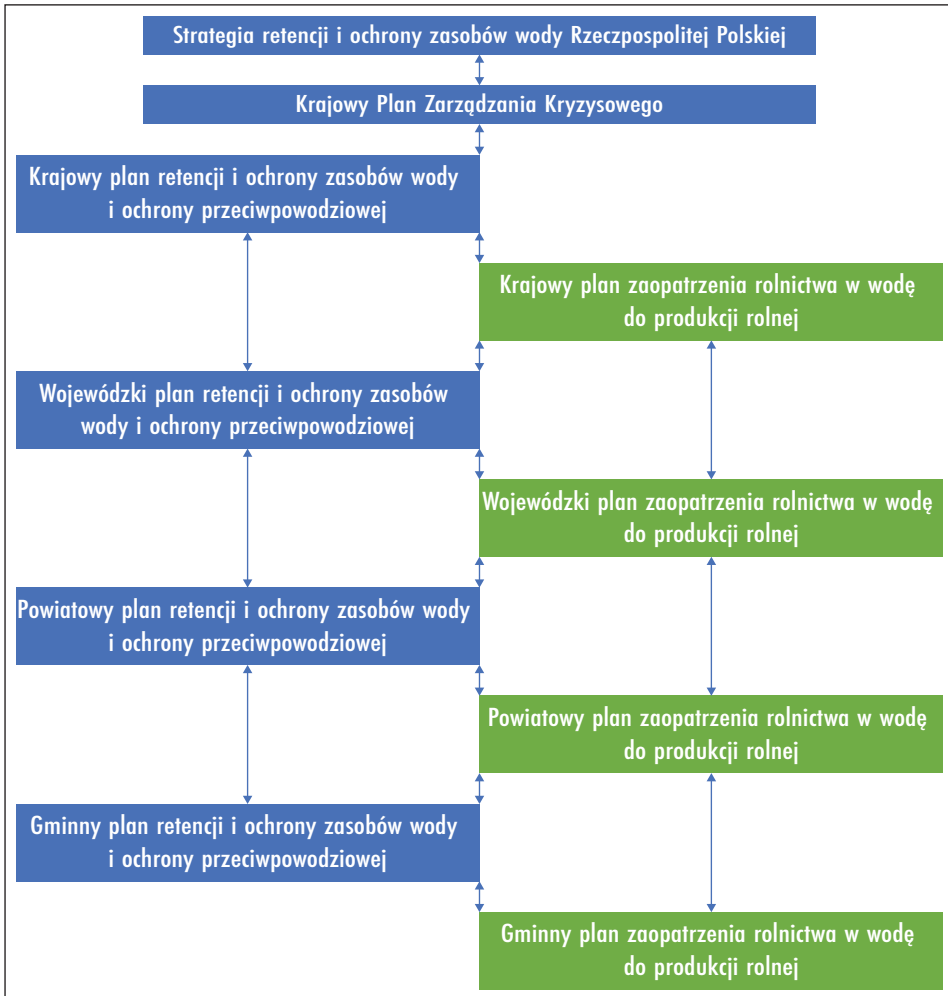 Strategia retencji i ochrony zasobów wody Rzeczpospolitej Polskiej
Krajowy Plan Zarządzania Kryzysowego
Krajowy plan retencji i ochrony zasobów wody
i ochrony przeciwpowodziowej
Krajowy plan zaopatrzenia rolnictwa w wodę
do produkcji rolnej
Wojewódzki plan retencji i ochrony zasobów
wody i ochrony przeciwpowodziowej
Wojewódzki plan zaopatrzenia rolnictwa w wodę
do produkcji rolnej
Powiatowy plan retencji i ochrony zasobów wody
i ochrony przeciwpowodziowej
Powiatowy plan zaopatrzenia rolnictwa w wodę
do produkcji rolnej
Gminny plan retencji i ochrony zasobów wody
i ochrony przeciwpowodziowej
Gminny plan zaopatrzenia rolnictwa w wodę
do produkcji rolnej